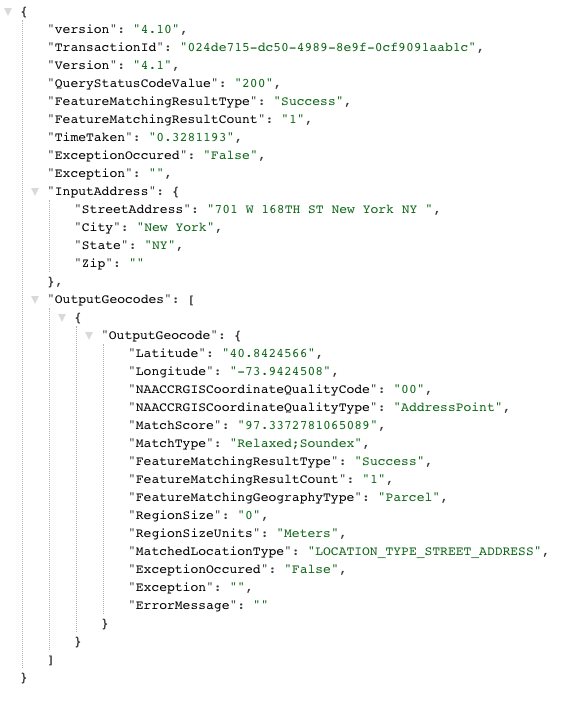 {
"version": "4.10",
"TransactionId": "024de715-dc50-4989-8e9f-0cf9091aab1c",
"Version": "4.1",
"QueryStatusCodeValue": "200",
"FeatureMatchingResultType": "Success",
"FeatureMatchingResultCount": "1",
"TimeTaken": "0.3281193",
"ExceptionOccured": "False",
"Exception": "",
"InputAddress": {
"StreetAddress": "701 W 168TH ST New York NY ",
"City": "New York",
"State": "NY",
"Zip": ""
},
"OutputGeocodes": [
{
"OutputGeocode": {
"Latitude": "40.8424566",
"Longitude": "-73.9424508",
"NAACCRGISCoordinateQualityCode": "00",
"NAACCRGISCoordinateQualityType": "AddressPoint",
"MatchScore": "97.3372781065089",
"MatchType": "Relaxed;Soundex",
"FeatureMatchingResultType": "Success",
"FeatureMatchingResultCount": "1",
"FeatureMatchingGeographyType": "Parcel",
"RegionSize": "0",
"RegionSizeUnits": "Meters",
"MatchedLocationType": "LOCATION_TYPE_STREET_ADDRESS",
"ExceptionOccured": "False",
"Exception": "",
"ErrorMessage": ""
}
}
]
}